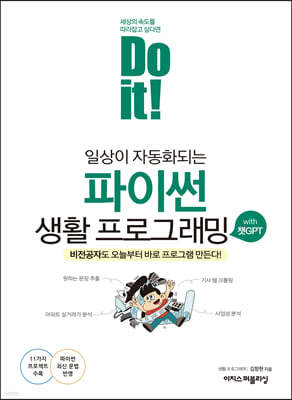 세상의 속도를
따라잡고 싶다면
Do
it!
일상이 자동화되는
파이썬
생활 프로그래밍
with
챗GPT
비전공자도 오늘부터 바로 프로그램 만든다!
원하는 문장 추출
기사 웹 크롤링
아파트 실거래가 분석
사업성 분석
11가지
프로젝트
수록
파이썬
최신 문법
반영
생활 프로그래머 김창현 지음
이지스 퍼블리싱